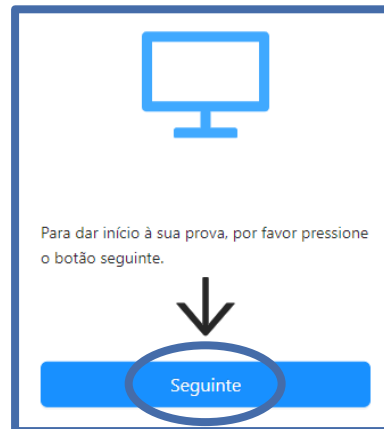 Para dar início à sua prova, por favor pressione
o botão seguinte.
Seguinte